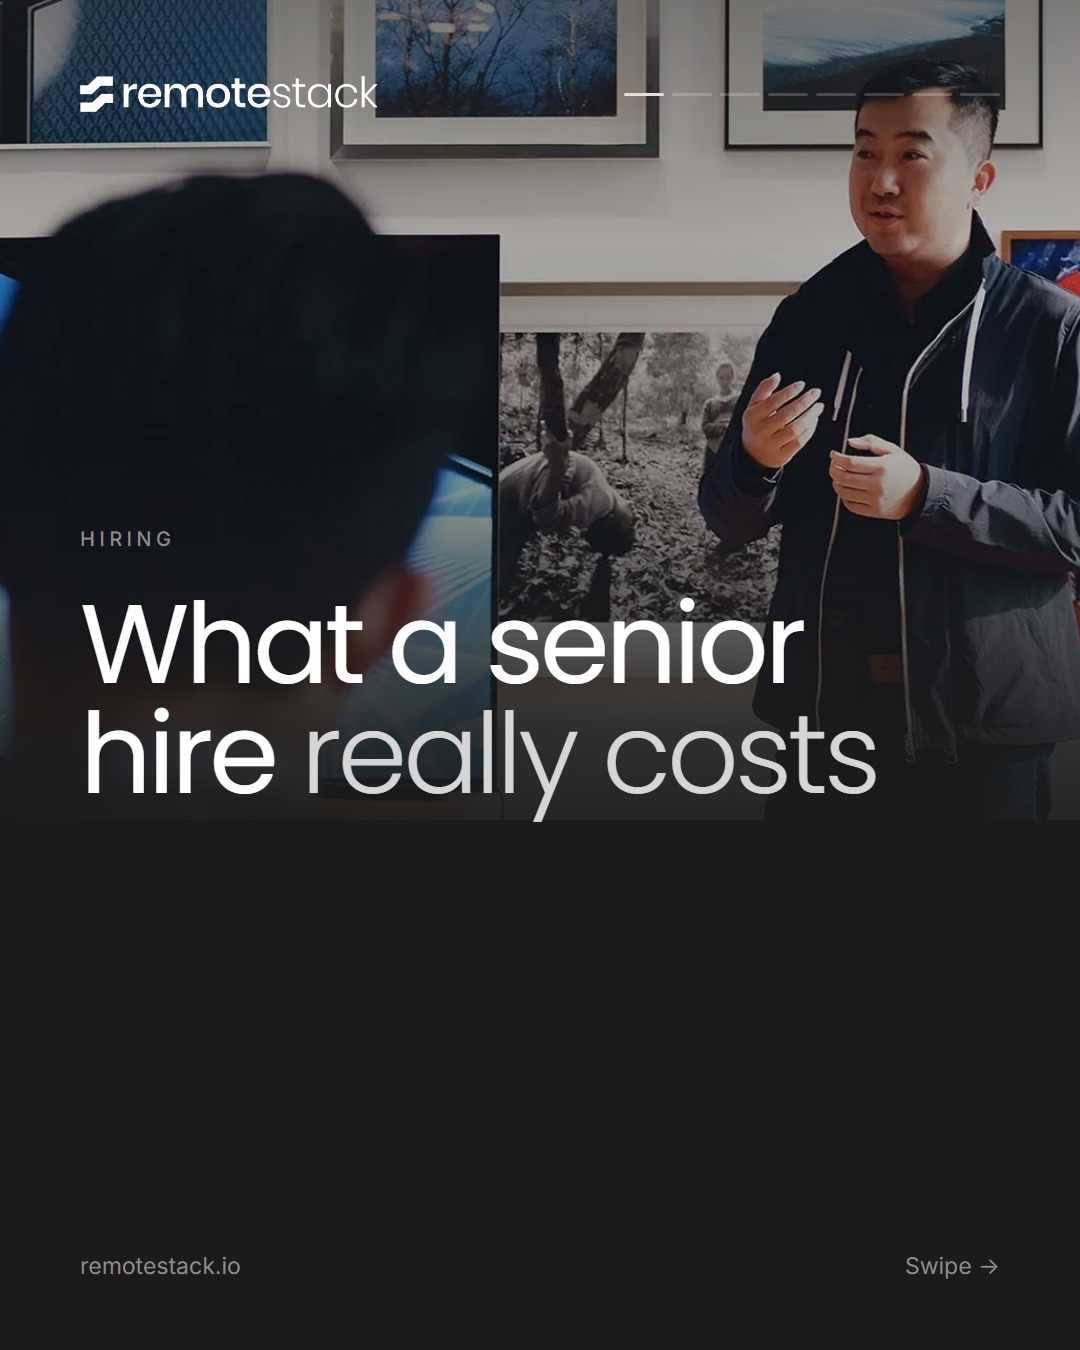 remotestack
HIRING
What a senior
hire really costs
remotestack.io
Swipe →